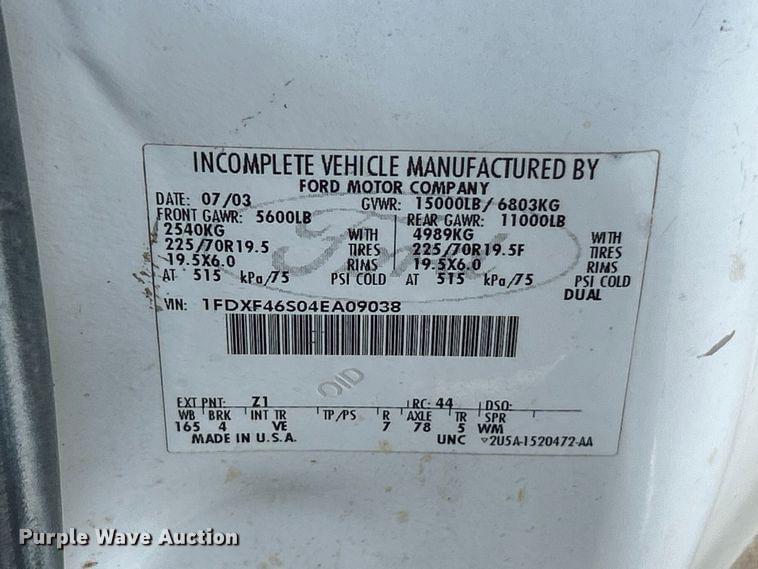 INCOMPLETE VEHICLE MANUFACTURED BY
FORD MOTOR COMPANY
DATE: 07/03 GVWR: 15000LB/ 6803KG
FRONT GAWR: 5600LB REAR GAWR: 11000LB
2540KG WITH 4989KG WITH
225/70R19.5 TIRES 225/70R19.5F TIRES
19.5X6.0 RIMS 19.5X6.0 RIMS
AT 515 kPa/75 PSI COLD AT 515 kPa/75 PSI COLD
DUAL
Ford
VIN: 1FDXF46S04EA09038
OID
EXT PNT: Z1 RC: 44 DSO:
WB BRK INT TR TP/PS R AXLE TR SPR
165 4 VE 7 78 5 WM
MADE IN U.S.A. UNC 2U5A-1520472-AA
Purple Wave Auction